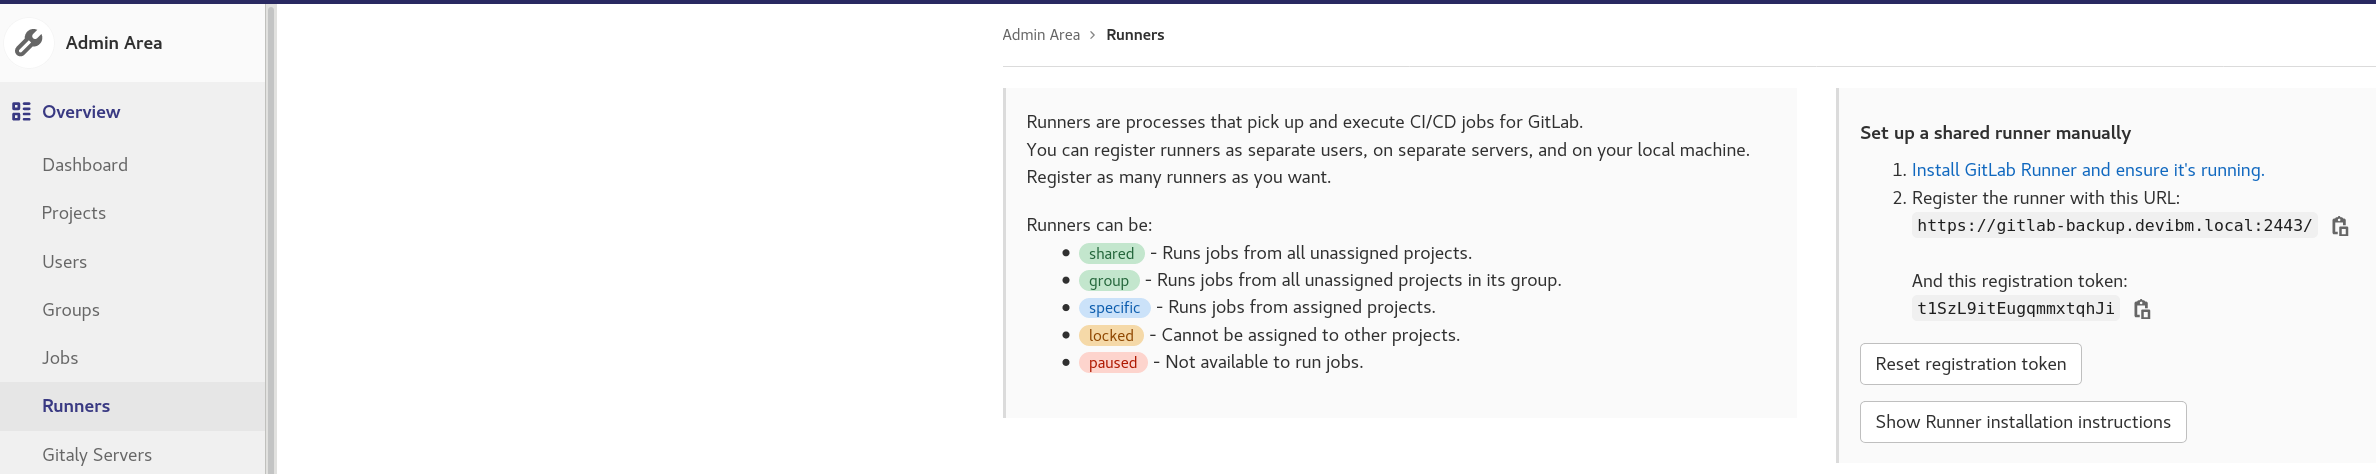 Admin Area
Overview
Dashboard
Projects
Users
Groups
Jobs
Runners
Gitaly Servers
Admin Area > Runners
Runners are processes that pick up and execute CI/CD jobs for GitLab.
You can register runners as separate users, on separate servers, and on your local machine.
Register as many runners as you want.
Runners can be:
• shared - Runs jobs from all unassigned projects.
• group - Runs jobs from all unassigned projects in its group.
• specific - Runs jobs from assigned projects.
• locked - Cannot be assigned to other projects.
• paused - Not available to run jobs.
Set up a shared runner manually
1. Install GitLab Runner and ensure it's running.
2. Register the runner with this URL:
https://gitlab-backup.devibm.local:2443/
And this registration token:
t1SzL9itEugqmmxtqhJi
Reset registration token
Show Runner installation instructions